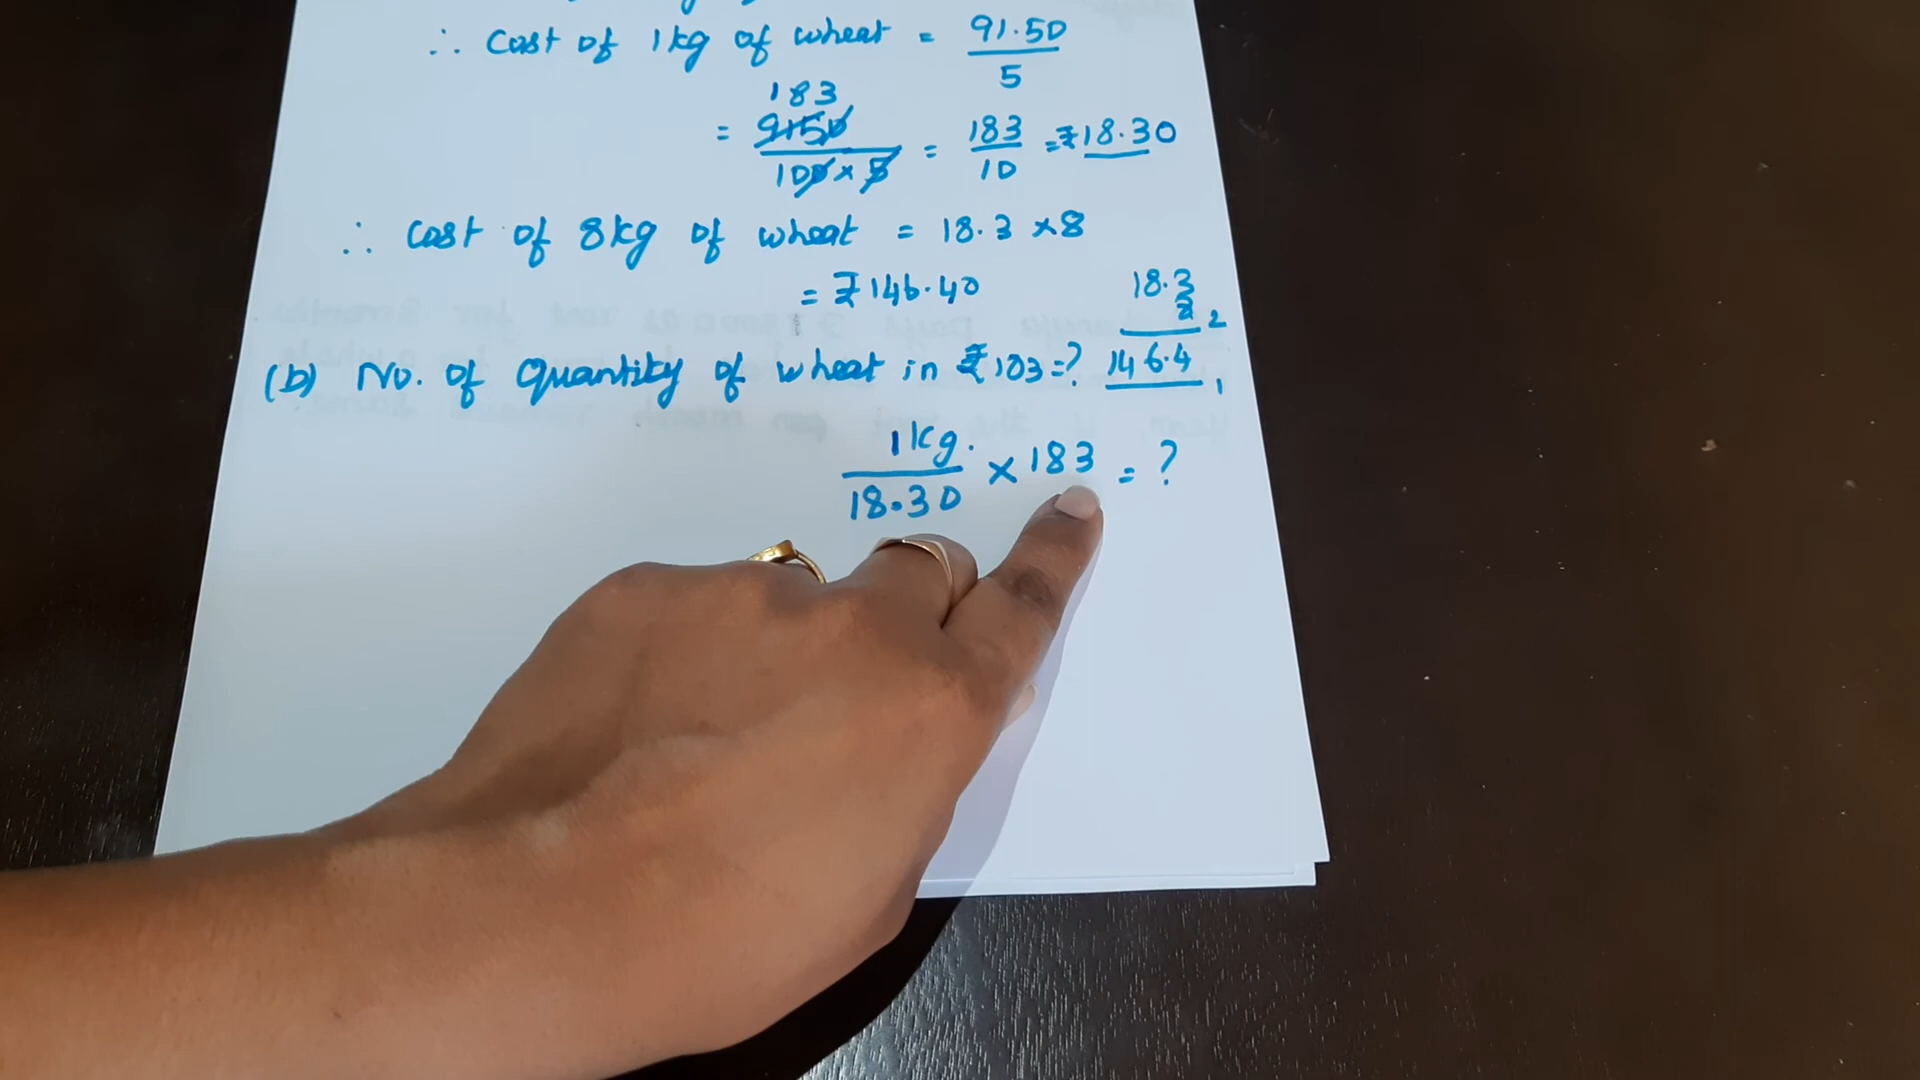 ∴ Cost of 1kg of wheat = 91.50
5
183
= 9150 = 183 = ₹18.30
100 × 5 10
∴ Cost of 8kg of wheat = 18.3 ×8
= ₹146.40
18.3
2
146.4 1
(b) No. of Quantity of wheat in ₹183 = ?
1kg. × 183 = ?
18.30